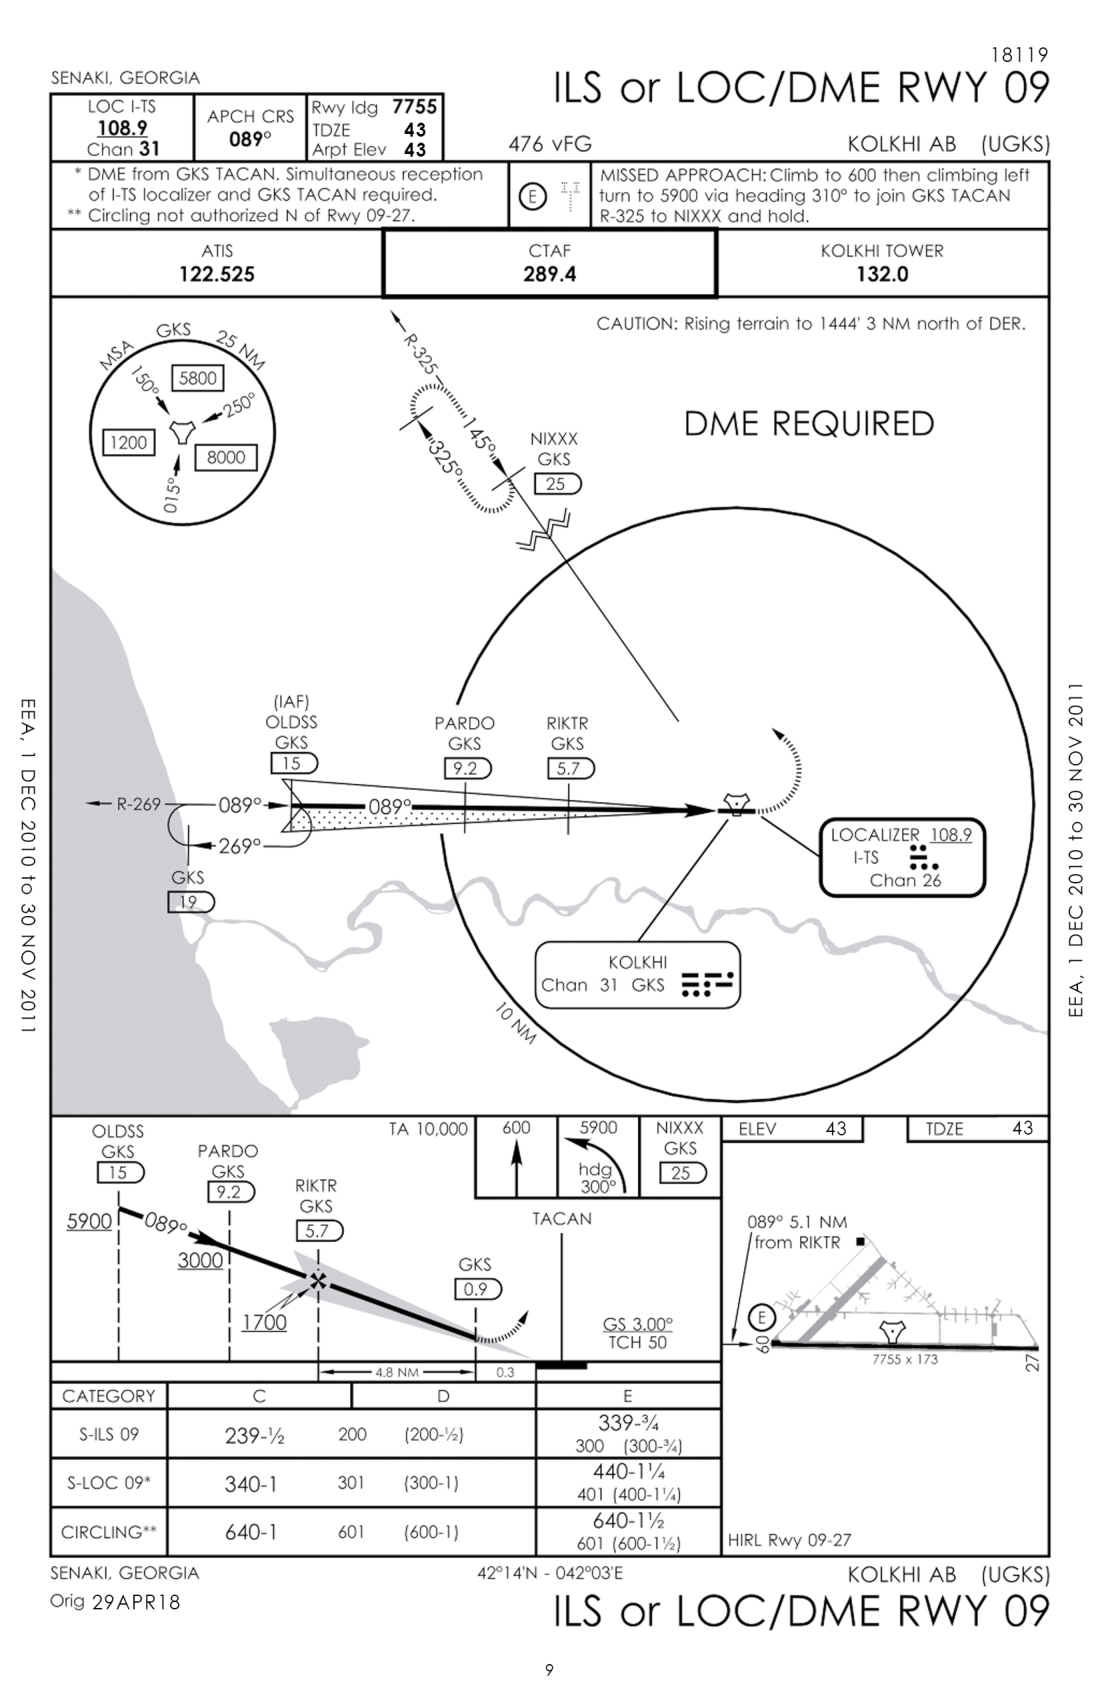 18119
SENAKI, GEORGIA
ILS or LOC/DME RWY 09
LOC I-TS
108.9
Chan 31
APCH CRS
089°
Rwy ldg 7755
TDZE 43
Arpt Elev 43
476 vFG
KOLKHI AB (UGKS)
* DME from GKS TACAN. Simultaneous reception
of I-TS localizer and GKS TACAN required.
** Circling not authorized N of Rwy 09-27.
E
MISSED APPROACH: Climb to 600 then climbing left
turn to 5900 via heading 310° to join GKS TACAN
R-325 to NIXXX and hold.
ATIS
122.525
CTAF
289.4
KOLKHI TOWER
132.0
CAUTION: Rising terrain to 1444' 3 NM north of DER.
MSA GKS 25 NM
150°
5800
250°
1200
8000
015°
R-325
145°
325°
NIXXX
GKS
25
DME REQUIRED
(IAF)
OLDSS
GKS
15
PARDO
GKS
9.2
RIKTR
GKS
5.7
R-269
089°
089°
269°
GKS
19
LOCALIZER 108.9
I-TS
Chan 26
KOLKHI
Chan 31 GKS
10 NM
EEA, 1 DEC 2010 to 30 NOV 2011
EEA, 1 DEC 2010 to 30 NOV 2011
OLDSS
GKS
15
PARDO
GKS
9.2
RIKTR
GKS
5.7
TA 10,000
600
5900
hdg
300°
NIXXX
GKS
25
5900
089°
3000
1700
GKS
0.9
TACAN
GS 3.00°
TCH 50
4.8 NM
0.3
ELEV 43
TDZE 43
089° 5.1 NM
from RIKTR
E
09
7755 x 173
27
HIRL Rwy 09-27
CATEGORY C D E
S-ILS 09 239-½ 200 (200-½) 339-¾
300 (300-¾)
S-LOC 09* 340-1 301 (300-1) 440-1¼
401 (400-1¼)
CIRCLING** 640-1 601 (600-1) 640-1½
601 (600-1½)
SENAKI, GEORGIA
42°14'N - 042°03'E
KOLKHI AB (UGKS)
Orig 29APR18
ILS or LOC/DME RWY 09
9